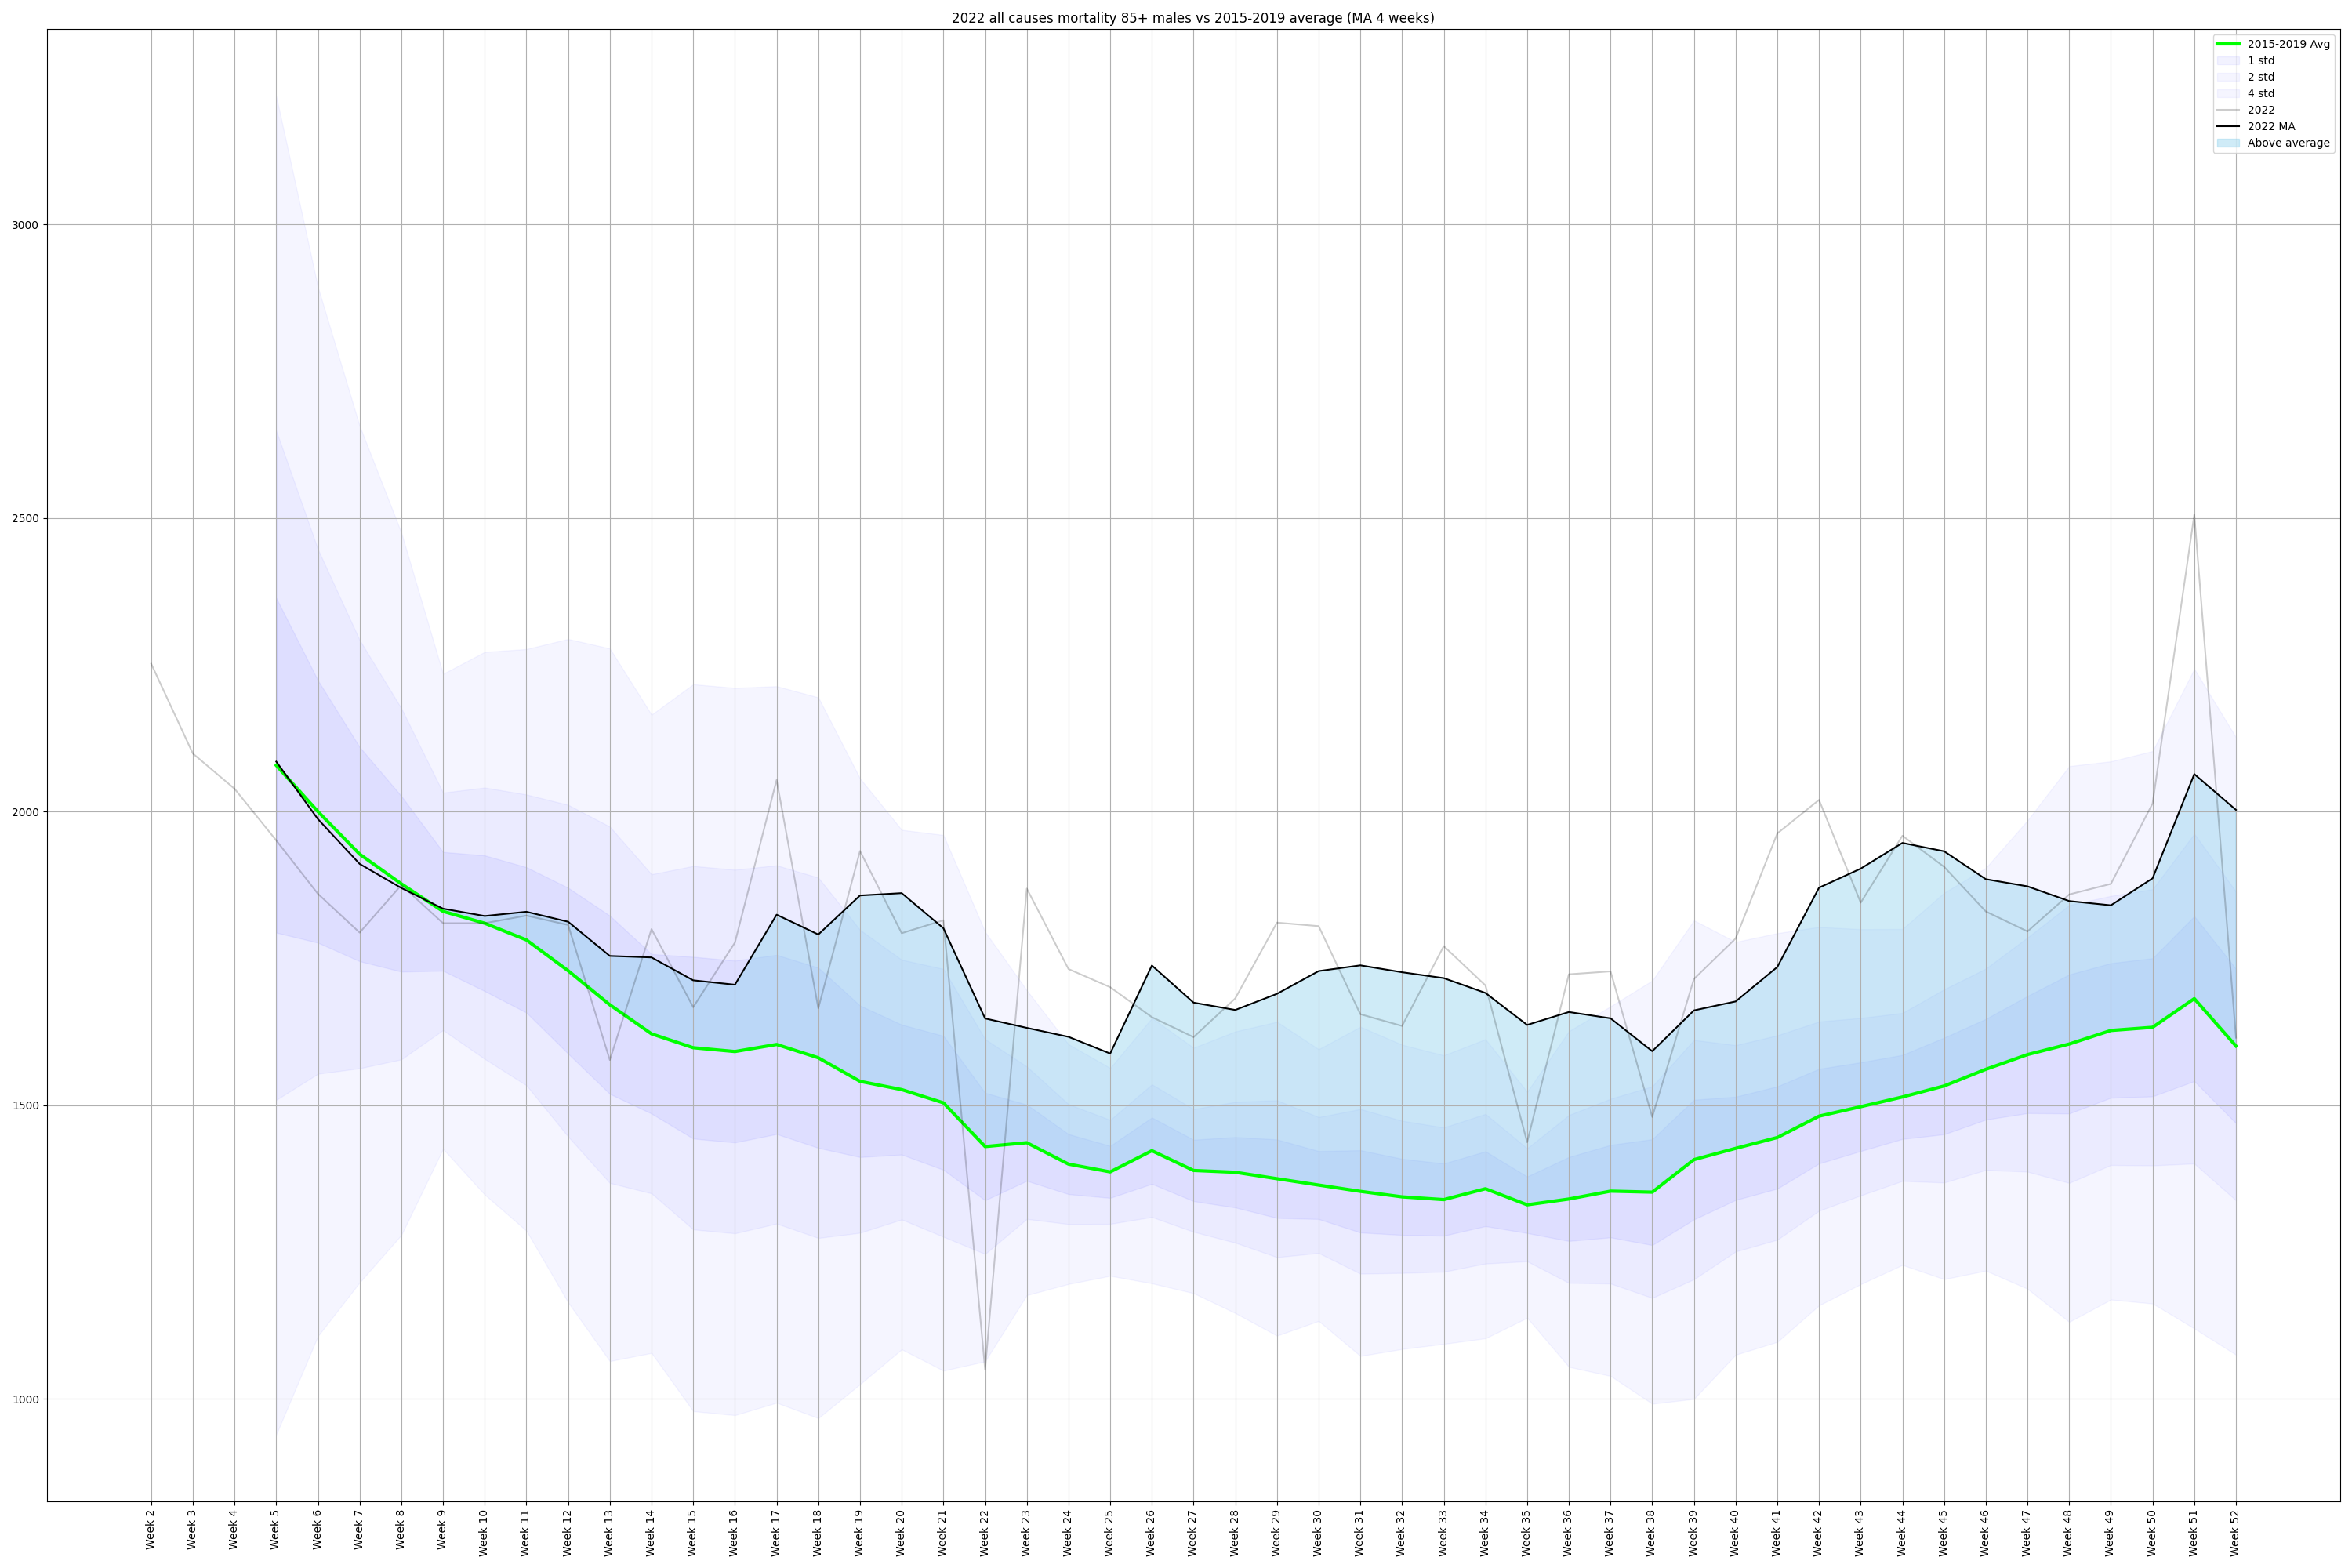 2022 all causes mortality 85+ males vs 2015-2019 average (MA 4 weeks)
2015-2019 Avg
1 std
2 std
4 std
2022
2022 MA
Above average
3000
2500
2000
1500
1000
Week 2
Week 3
Week 4
Week 5
Week 6
Week 7
Week 8
Week 9
Week 10
Week 11
Week 12
Week 13
Week 14
Week 15
Week 16
Week 17
Week 18
Week 19
Week 20
Week 21
Week 22
Week 23
Week 24
Week 25
Week 26
Week 27
Week 28
Week 29
Week 30
Week 31
Week 32
Week 33
Week 34
Week 35
Week 36
Week 37
Week 38
Week 39
Week 40
Week 41
Week 42
Week 43
Week 44
Week 45
Week 46
Week 47
Week 48
Week 49
Week 50
Week 51
Week 52